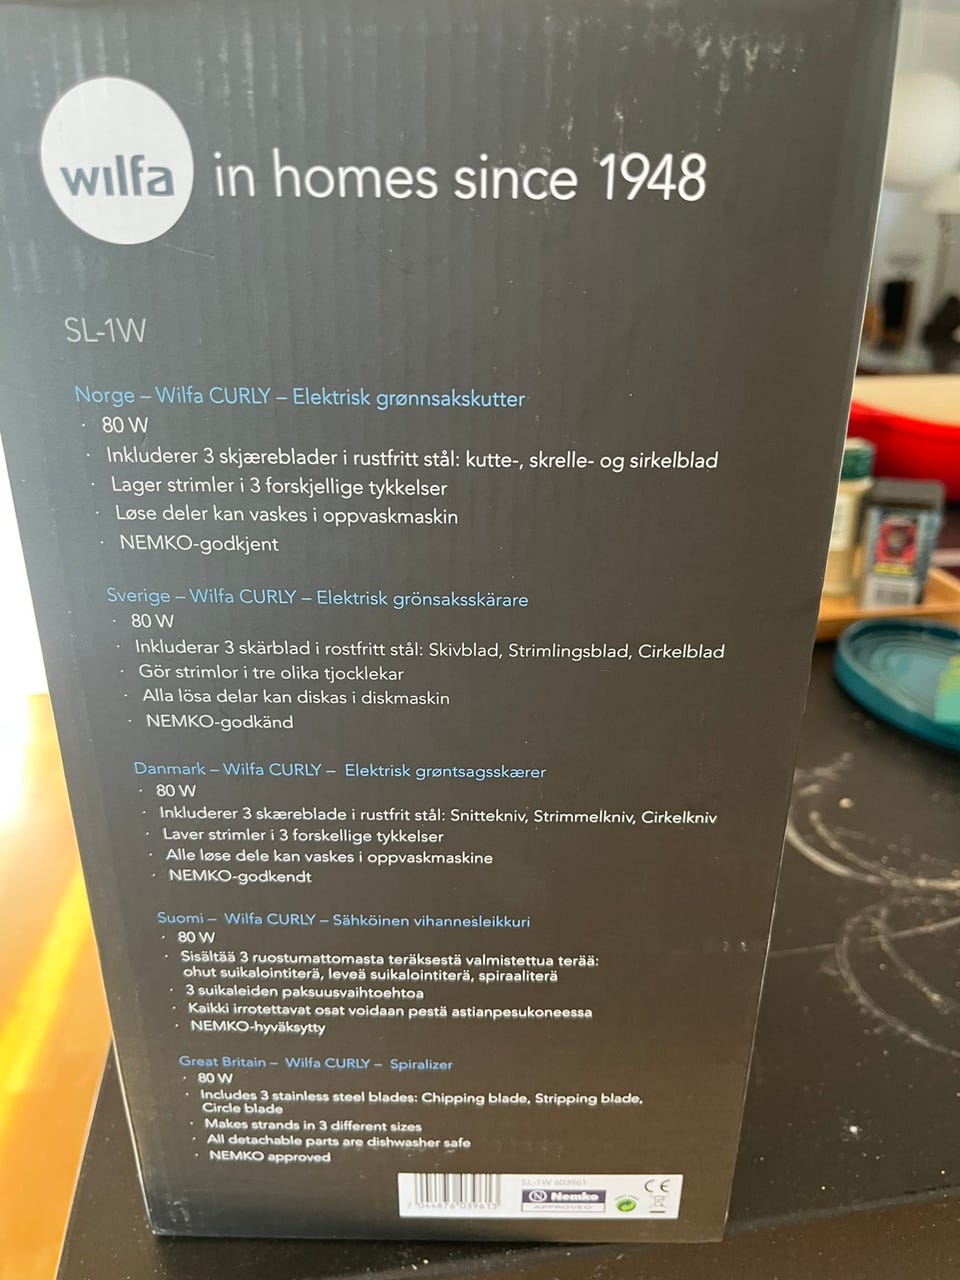 wilfa in homes since 1948
SL-1W
Norge – Wilfa CURLY – Elektrisk grønnsakskutter
· 80 W
· Inkluderer 3 skjæreblader i rustfritt stål: kutte-, skrelle- og sirkelblad
· Lager strimler i 3 forskjellige tykkelser
· Løse deler kan vaskes i oppvaskmaskin
· NEMKO-godkjent
Sverige – Wilfa CURLY – Elektrisk grönsaksskärare
· 80 W
· Inkluderar 3 skärblad i rostfritt stål: Skivblad, Strimlingsblad, Cirkelblad
· Gör strimlor i tre olika tjocklekar
· Alla lösa delar kan diskas i diskmaskin
· NEMKO-godkänd
Danmark – Wilfa CURLY – Elektrisk grøntsagsskærer
· 80 W
· Inkluderer 3 skæreblade i rustfrit stål: Snittekniv, Strimmelkniv, Cirkelkniv
· Laver strimler i 3 forskellige tykkelser
· Alle løse dele kan vaskes i oppvaskmaskine
· NEMKO-godkendt
Suomi – Wilfa CURLY – Sähköinen vihannesleikkuri
· 80 W
· Sisältää 3 ruostumattomasta teräksestä valmistettua terää:
ohut suikalointiterä, leveä suikalointiterä, spiraaliterä
· 3 suikaleiden paksuusvaihtoehtoa
· Kaikki irrotettavat osat voidaan pestä astianpesukoneessa
· NEMKO-hyväksytty
Great Britain – Wilfa CURLY – Spiralizer
· 80 W
· Includes 3 stainless steel blades: Chipping blade, Stripping blade,
Circle blade
· Makes strands in 3 different sizes
· All detachable parts are dishwasher safe
· NEMKO approved
SL-1W 603961
N Nemko
APPROVED
CE
7 044876 039613